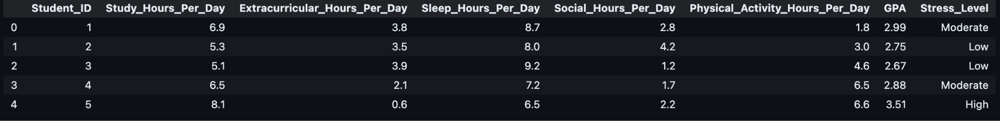 Student_ID Study_Hours_Per_Day Extracurricular_Hours_Per_Day Sleep_Hours_Per_Day Social_Hours_Per_Day Physical_Activity_Hours_Per_Day GPA Stress_Level
0 1 6.9 3.8 8.7 2.8 1.8 2.99 Moderate
1 2 5.3 3.5 8.0 4.2 3.0 2.75 Low
2 3 5.1 3.9 9.2 1.2 4.6 2.67 Low
3 4 6.5 2.1 7.2 1.7 6.5 2.88 Moderate
4 5 8.1 0.6 6.5 2.2 6.6 3.51 High